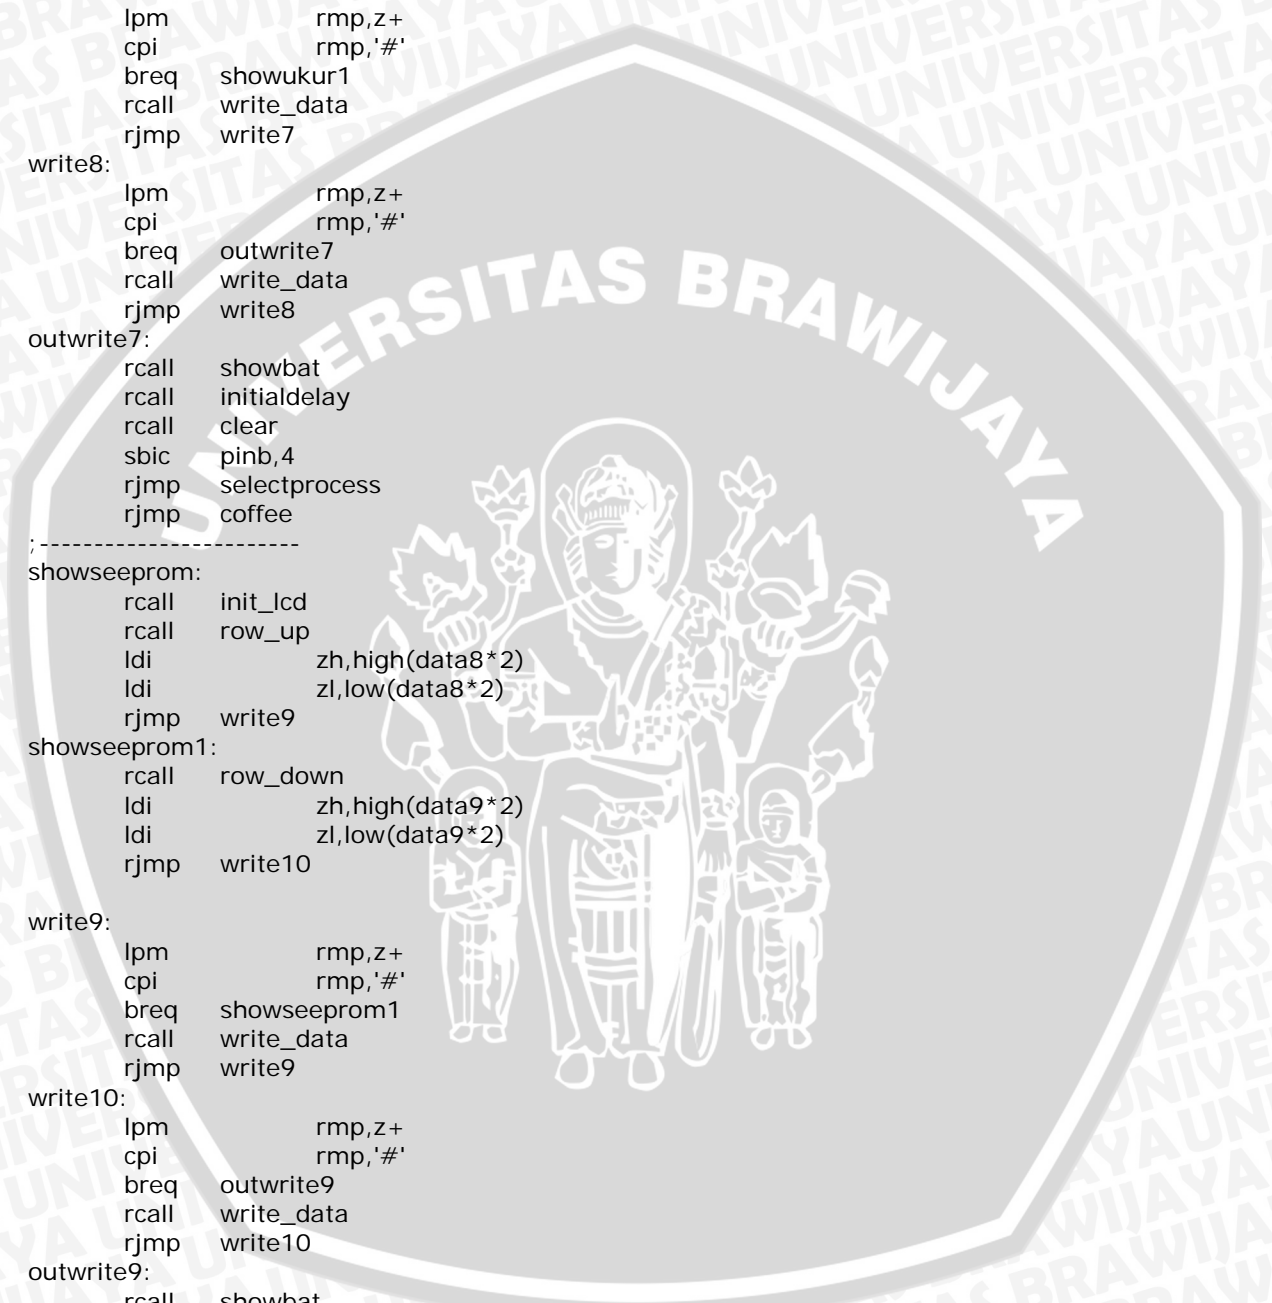 lpm rmp,z+
cpi rmp,'#'
breq showukur1
rcall write_data
rjmp write7
write8:
lpm rmp,z+
cpi rmp,'#'
breq outwrite7
rcall write_data
rjmp write8
outwrite7:
rcall showbat
rcall initialdelay
rcall clear
sbic pinb,4
rjmp selectprocess
rjmp coffee
;------------------------
showseeprom:
rcall init_lcd
rcall row_up
ldi zh,high(data8*2)
ldi zl,low(data8*2)
rjmp write9
showseeprom1:
rcall row_down
ldi zh,high(data9*2)
ldi zl,low(data9*2)
rjmp write10
write9:
lpm rmp,z+
cpi rmp,'#'
breq showseeprom1
rcall write_data
rjmp write9
write10:
lpm rmp,z+
cpi rmp,'#'
breq outwrite9
rcall write_data
rjmp write10
outwrite9:
rcall showbat
UNIVERSITAS BRAWIJAYA